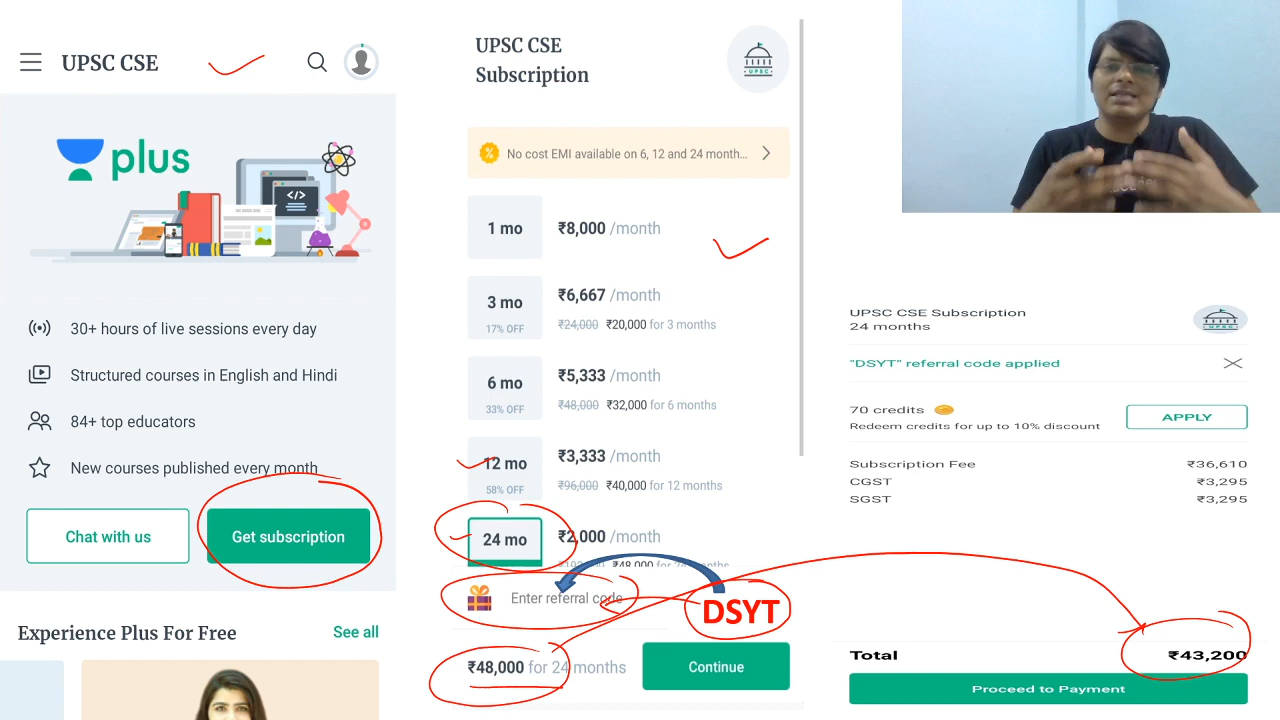 UPSC CSE
plus
30+ hours of live sessions every day
Structured courses in English and Hindi
84+ top educators
New courses published every month
Chat with us
Get subscription
Experience Plus For Free
See all
UPSC CSE
Subscription
UPSC
No cost EMI available on 6, 12 and 24 month...
1 mo
₹8,000 /month
3 mo
17% OFF
₹6,667 /month
₹24,000 ₹20,000 for 3 months
6 mo
33% OFF
₹5,333 /month
₹48,000 ₹32,000 for 6 months
12 mo
58% OFF
₹3,333 /month
₹96,000 ₹40,000 for 12 months
24 mo
₹2,000 /month
₹48,000 for 24 months
Enter referral code
DSYT
₹48,000 for 24 months
Continue
UPSC CSE Subscription
24 months
UPSC
"DSYT" referral code applied
70 credits
Redeem credits for up to 10% discount
APPLY
Subscription Fee ₹36,610
CGST ₹3,295
SGST ₹3,295
Total ₹43,200
Proceed to Payment